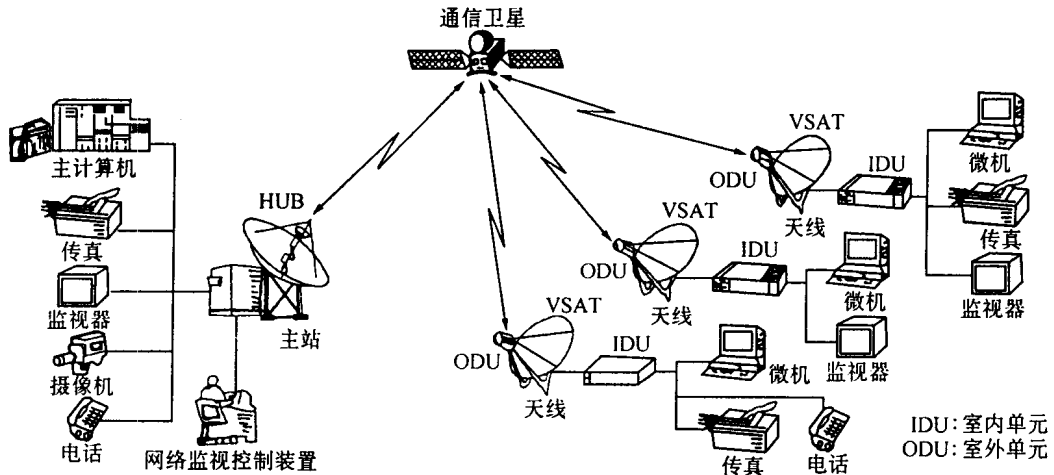 通信卫星
主计算机
传真
监视器
摄像机
电话
HUB
主站
网络监视控制装置
VSAT
ODU
天线
IDU
微机
传真
监视器
VSAT
ODU
天线
IDU
微机
监视器
VSAT
ODU
天线
IDU
微机
传真
电话
IDU:室内单元
ODU:室外单元